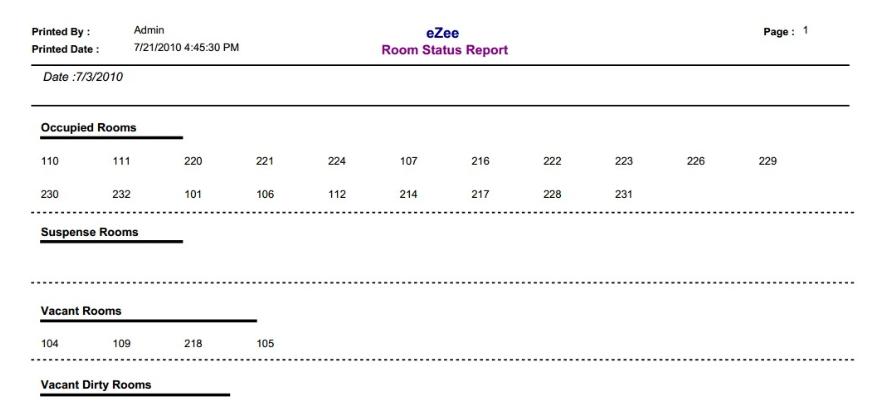 Printed By : Admin eZee Page : 1
Printed Date : 7/21/2010 4:45:30 PM Room Status Report
Date :7/3/2010
Occupied Rooms
110 111 220 221 224 107 216 222 223 226 229
230 232 101 106 112 214 217 228 231
Suspense Rooms
Vacant Rooms
104 109 218 105
Vacant Dirty Rooms